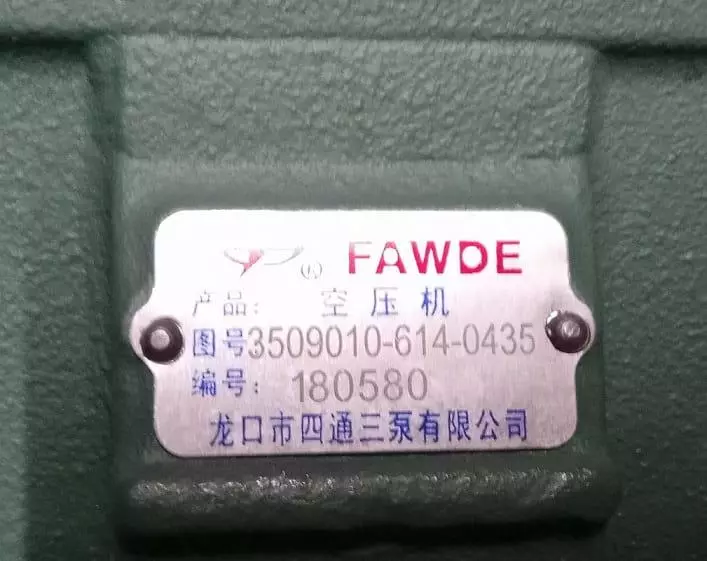 FAWDE
产品: 空压机
图号3509010-614-0435
编号: 180580
龙口市四通三泵有限公司